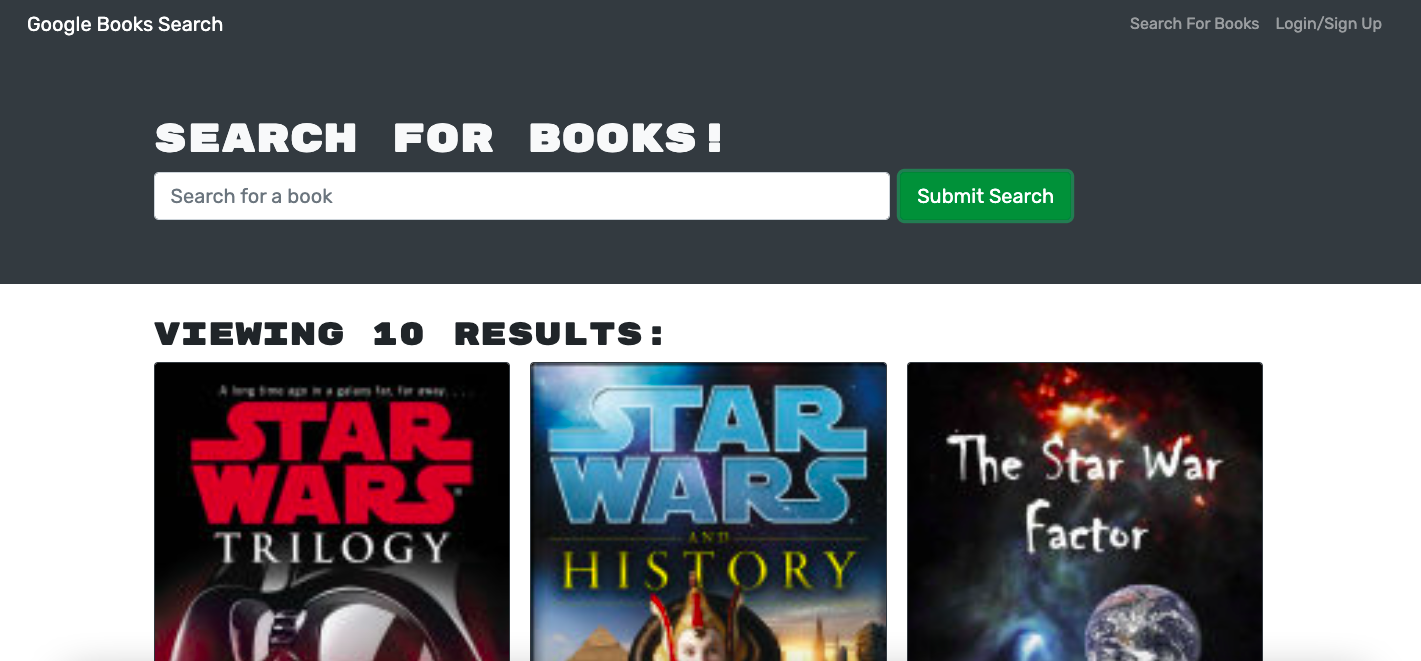 Google Books Search
Search For Books
Login/Sign Up
SEARCH FOR BOOKS!
Search for a book
Submit Search
VIEWING 10 RESULTS:
A long time ago in a galaxy far, far away. . . .
STAR
WARS
TRILOGY
STAR
WARS
AND
HISTORY
The Star War
Factor